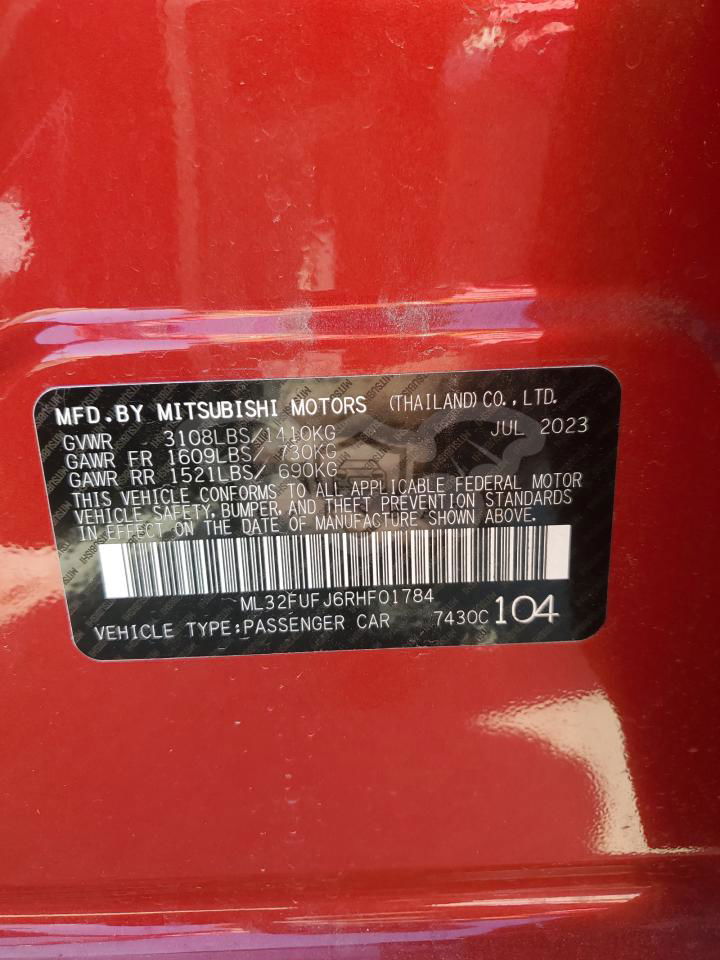 MFD.BY MITSUBISHI MOTORS (THAILAND)CO.,LTD.
GVWR 3108LBS/1410KG JUL 2023
GAWR FR 1609LBS/ 730KG
GAWR RR 1521LBS/ 690KG
THIS VEHICLE CONFORMS TO ALL APPLICABLE FEDERAL MOTOR
VEHICLE SAFETY, BUMPER, AND THEFT PREVENTION STANDARDS
IN EFFECT ON THE DATE OF MANUFACTURE SHOWN ABOVE.
ML32FUFJ6RHF01784
VEHICLE TYPE:PASSENGER CAR 7430C 104